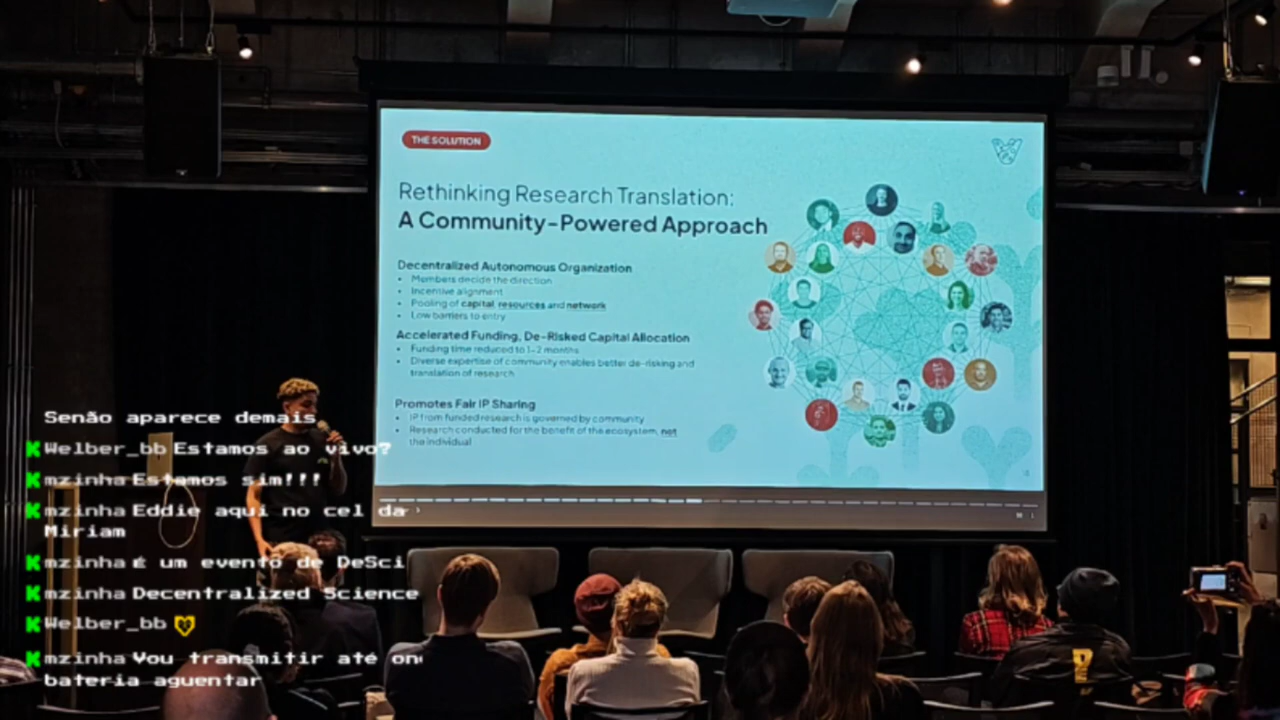 THE SOLUTION
Rethinking Research Translation:
A Community-Powered Approach
Decentralized Autonomous Organization
• Members decide the direction
• Incentive alignment
• Pooling of capital, resources and network
• Low barriers to entry
Accelerated Funding, De-Risked Capital Allocation
• Funding time reduced to 1-2 months
• Diverse expertise of community enables better de-risking and
translation of research
Promotes Fair IP Sharing
• IP from funded research is governed by community
• Research conducted for the benefit of the ecosystem, not
the individual
Senão aparece demais
Welber_bb Estamos ao vivo?
mzinha Estamos sim!!!
mzinha Eddie aqui no cel da
Miriam
mzinha É um evento de DeSci
mzinha Decentralized Science
Welber_bb
mzinha Vou transmitir até on
bateria aguentar